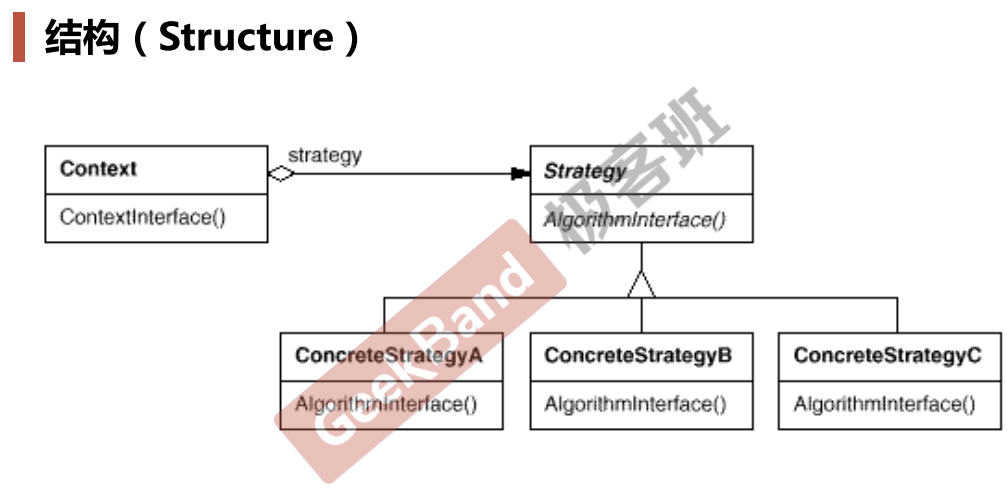 结构（Structure）
strategy
Context
Strategy
ContextInterface()
AlgorithmInterface()
ConcreteStrategyA
ConcreteStrategyB
ConcreteStrategyC
AlgorithmInterface()
AlgorithmInterface()
AlgorithmInterface()
GeekBand
极客班